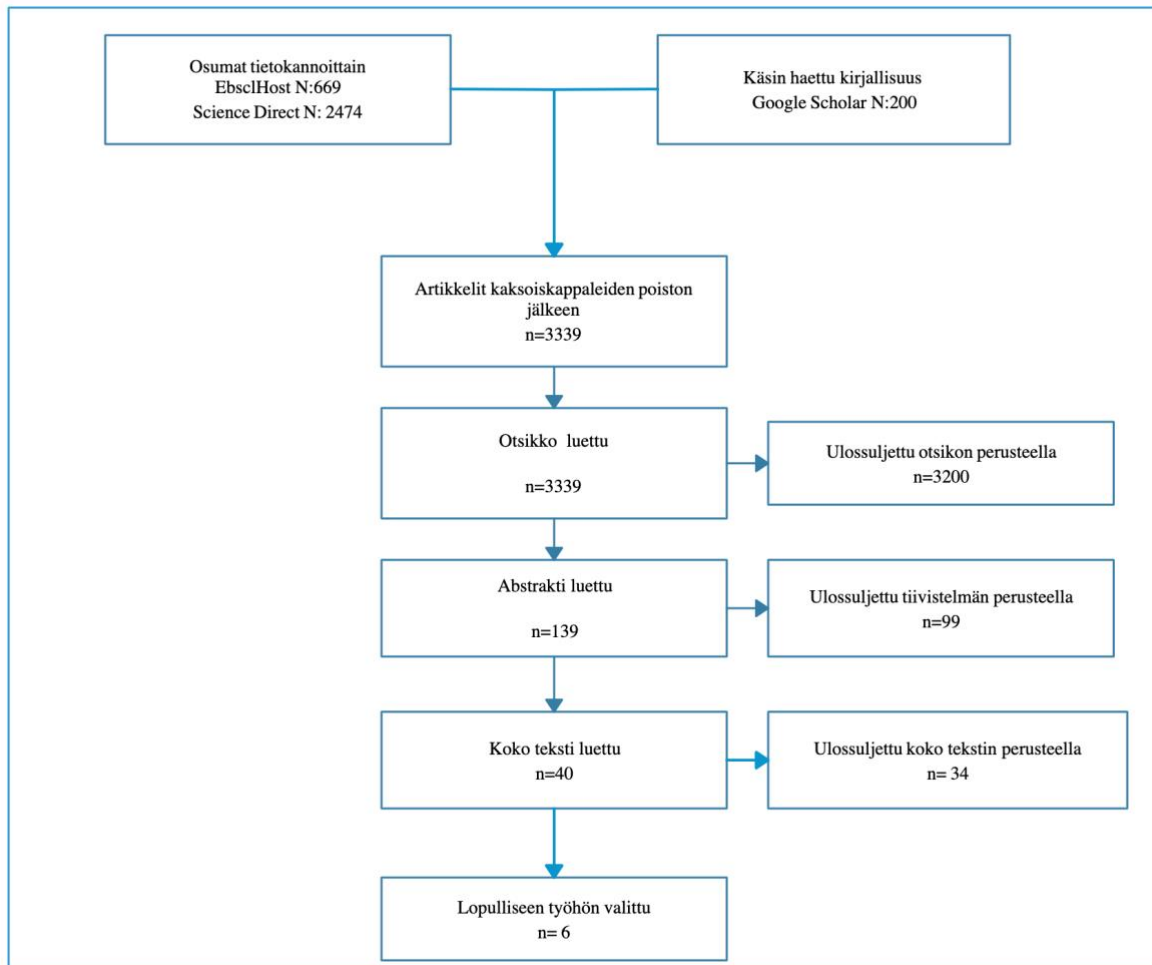 Osumat tietokannoittain
EbsclHost N:669
Science Direct N: 2474
Käsin haettu kirjallisuus
Google Scholar N:200
Artikkelit kaksoiskappaleiden poiston
jälkeen
n=3339
Otsikko luettu
n=3339
Ulossuljettu otsikon perusteella
n=3200
Abstrakti luettu
n=139
Ulossuljettu tiivistelmän perusteella
n=99
Koko teksti luettu
n=40
Ulossuljettu koko tekstin perusteella
n= 34
Lopulliseen työhön valittu
n= 6